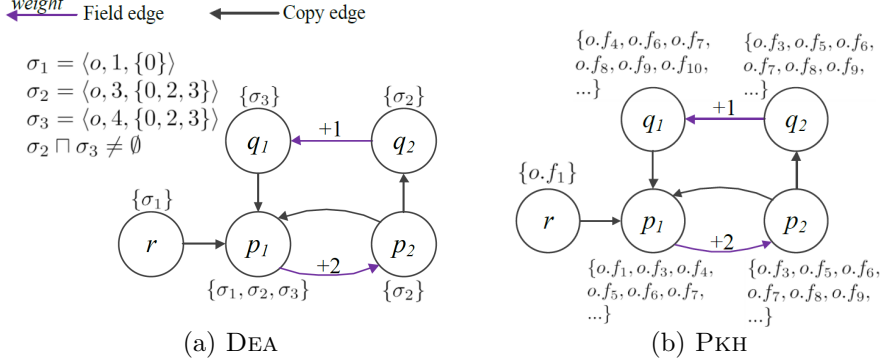 weight Field edge Copy edge
σ₁ = ⟨o, 1, {0}⟩
σ₂ = ⟨o, 3, {0, 2, 3}⟩
σ₃ = ⟨o, 4, {0, 2, 3}⟩
σ₂ ⊓ σ₃ ≠ ∅
{σ₃} {σ₂}
+1
q₁ q₂
{σ₁}
r p₁ p₂
+2
{σ₁, σ₂, σ₃} {σ₂}
(a) DEA
{o.f₄, o.f₆, o.f₇,
o.f₈, o.f₉, o.f₁₀,
...}
{o.f₃, o.f₅, o.f₆,
o.f₇, o.f₈, o.f₉,
...}
+1
q₁ q₂
{o.f₁}
r p₁ p₂
+2
{o.f₁, o.f₃, o.f₄,
o.f₅, o.f₆, o.f₇,
...}
{o.f₃, o.f₅, o.f₆,
o.f₇, o.f₈, o.f₉,
...}
(b) PKH